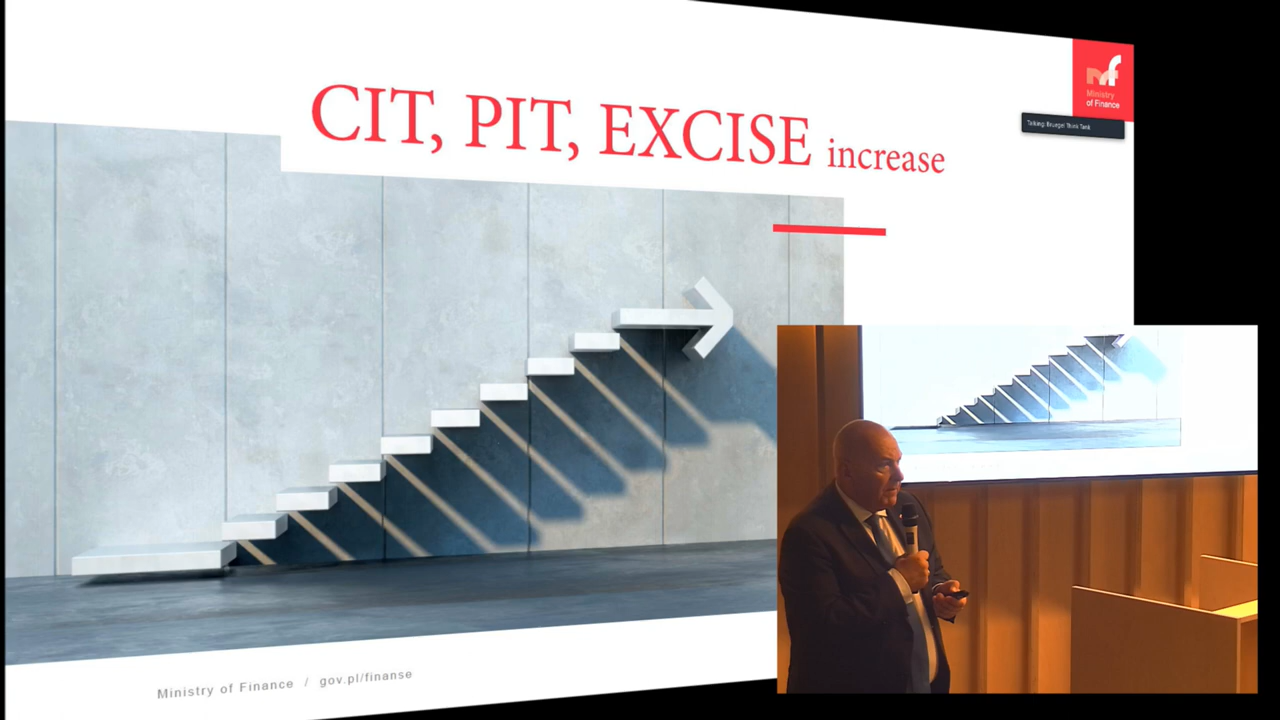 CIT, PIT, EXCISE increase
Ministry
of Finance
Talking: Bruegel Think Tank
Ministry of Finance / gov.pl/finanse